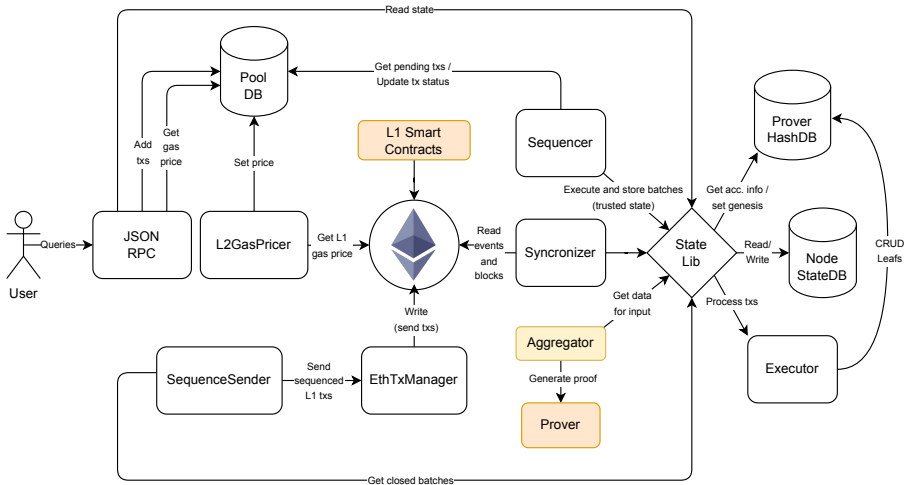 Read state
Pool
DB
Get pending txs /
Update tx status
Prover
HashDB
Add
txs
Get
gas
price
L1 Smart
Contracts
Sequencer
Set price
Execute and store batches
(trusted state)
Get acc. info /
set genesis
User
Queries
JSON
RPC
L2GasPricer
Get L1
gas price
Read
events
and
blocks
Syncronizer
State
Lib
Read/
Write
Node
StateDB
CRUD
Leafs
Get data
for input
Process txs
Write
(send txs)
Aggregator
SequenceSender
Send
sequenced
L1 txs
EthTxManager
Generate proof
Executor
Prover
Get closed batches